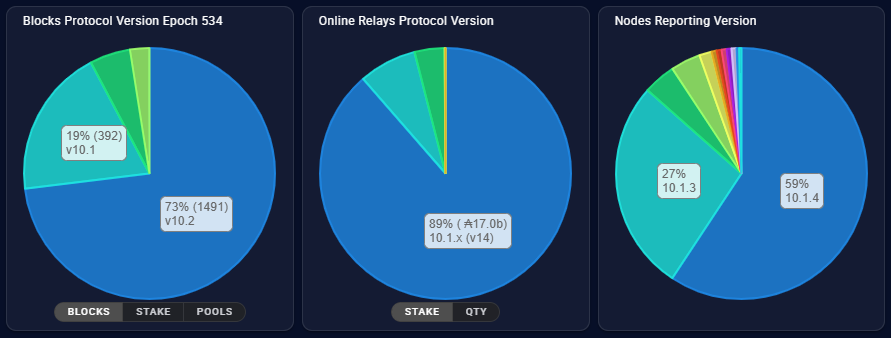 Blocks Protocol Version Epoch 534
19% (392)
v10.1
73% (1491)
v10.2
BLOCKS STAKE POOLS
Online Relays Protocol Version
89% ( ₳17.0b)
10.1.x (v14)
STAKE QTY
Nodes Reporting Version
27%
10.1.3
59%
10.1.4